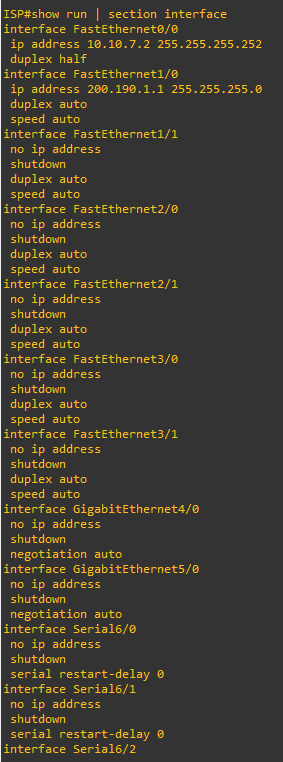 ISP#show run | section interface
interface FastEthernet0/0
 ip address 10.10.7.2 255.255.255.252
 duplex half
interface FastEthernet1/0
 ip address 200.190.1.1 255.255.255.0
 duplex auto
 speed auto
interface FastEthernet1/1
 no ip address
 shutdown
 duplex auto
 speed auto
interface FastEthernet2/0
 no ip address
 shutdown
 duplex auto
 speed auto
interface FastEthernet2/1
 no ip address
 shutdown
 duplex auto
 speed auto
interface FastEthernet3/0
 no ip address
 shutdown
 duplex auto
 speed auto
interface FastEthernet3/1
 no ip address
 shutdown
 duplex auto
 speed auto
interface GigabitEthernet4/0
 no ip address
 shutdown
 negotiation auto
interface GigabitEthernet5/0
 no ip address
 shutdown
 negotiation auto
interface Serial6/0
 no ip address
 shutdown
 serial restart-delay 0
interface Serial6/1
 no ip address
 shutdown
 serial restart-delay 0
interface Serial6/2